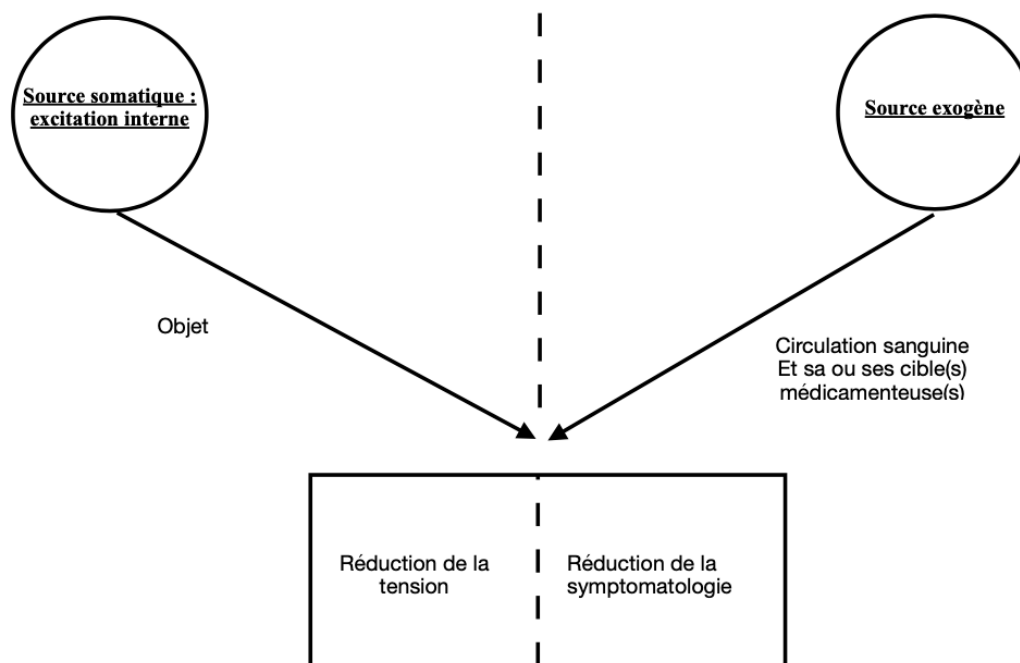 Source somatique :
excitation interne
Source exogène
Objet
Circulation sanguine
Et sa ou ses cible(s)
médicamenteuse(s)
Réduction de la
tension
Réduction de la
symptomatologie